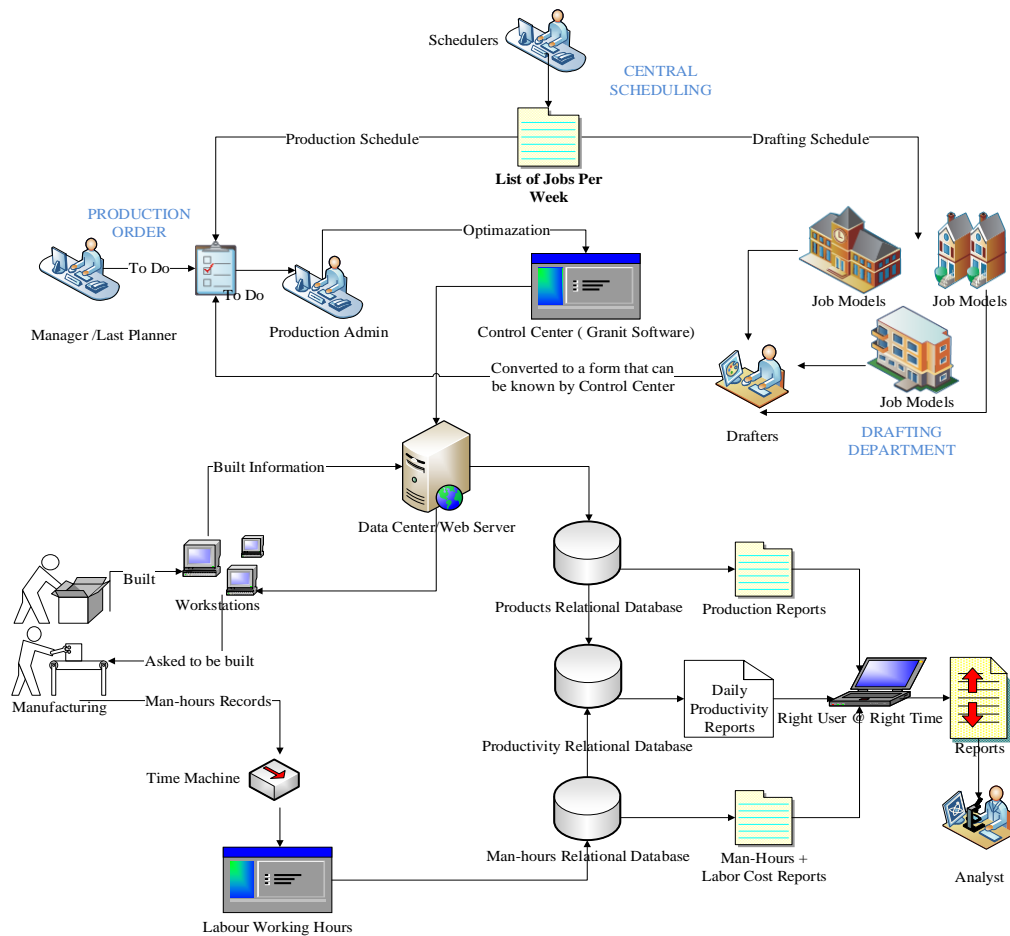 Schedulers
CENTRAL
SCHEDULING
Production Schedule
Drafting Schedule
List of Jobs Per
Week
PRODUCTION
ORDER
Optimazation
To Do
To Do
Manager /Last Planner
Production Admin
Control Center ( Granit Software)
Job Models
Job Models
Converted to a form that can
be known by Control Center
Job Models
Drafters
DRAFTING
DEPARTMENT
Built Information
Data Center/Web Server
Built
Workstations
Products Relational Database
Production Reports
Asked to be built
Manufacturing
Man-hours Records
Daily
Productivity
Reports
Right User @ Right Time
Productivity Relational Database
Reports
Time Machine
Man-hours Relational Database
Man-Hours +
Labor Cost Reports
Analyst
Labour Working Hours